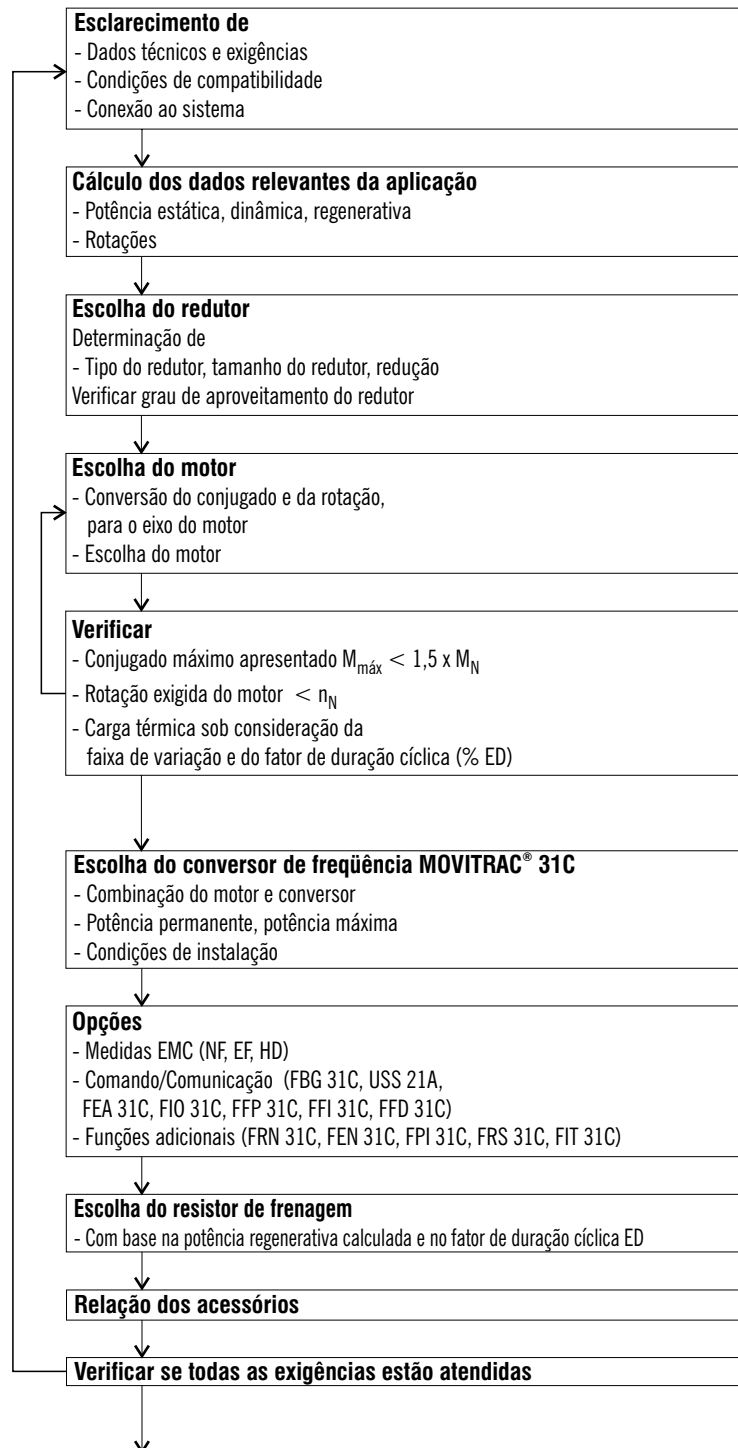 Esclarecimento de
- Dados técnicos e exigências
- Condições de compatibilidade
- Conexão ao sistema
Cálculo dos dados relevantes da aplicação
- Potência estática, dinâmica, regenerativa
- Rotações
Escolha do redutor
Determinação de
- Tipo do redutor, tamanho do redutor, redução
Verificar grau de aproveitamento do redutor
Escolha do motor
- Conversão do conjugado e da rotação,
para o eixo do motor
- Escolha do motor
Verificar
- Conjugado máximo apresentado Mmáx < 1,5 x MN
- Rotação exigida do motor < nN
- Carga térmica sob consideração da
faixa de variação e do fator de duração cíclica (% ED)
Escolha do conversor de freqüência MOVITRAC® 31C
- Combinação do motor e conversor
- Potência permanente, potência máxima
- Condições de instalação
Opções
- Medidas EMC (NF, EF, HD)
- Comando/Comunicação (FBG 31C, USS 21A,
FEA 31C, FIO 31C, FFP 31C, FFI 31C, FFD 31C)
- Funções adicionais (FRN 31C, FEN 31C, FPI 31C, FRS 31C, FIT 31C)
Escolha do resistor de frenagem
- Com base na potência regenerativa calculada e no fator de duração cíclica ED
Relação dos acessórios
Verificar se todas as exigências estão atendidas